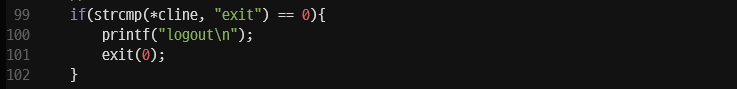 99 if(strcmp(*cline, "exit") == 0){
100 printf("logout\n");
101 exit(0);
102 }